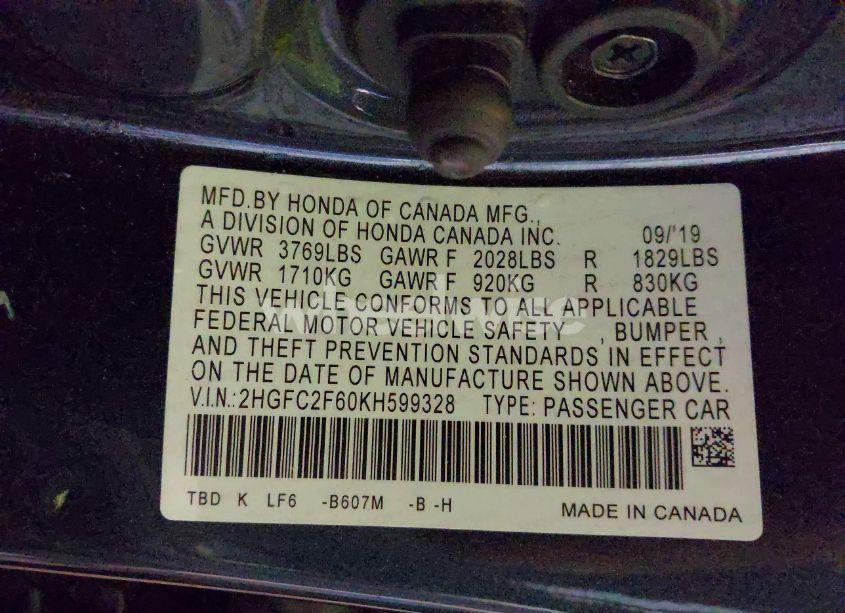 MFD.BY HONDA OF CANADA MFG.,
A DIVISION OF HONDA CANADA INC. 09/'19
GVWR 3769LBS GAWR F 2028LBS R 1829LBS
GVWR 1710KG GAWR F 920KG R 830KG
THIS VEHICLE CONFORMS TO ALL APPLICABLE
FEDERAL MOTOR VEHICLE SAFETY , BUMPER ,
AND THEFT PREVENTION STANDARDS IN EFFECT
ON THE DATE OF MANUFACTURE SHOWN ABOVE.
V.I.N.:2HGFC2F60KH599328 TYPE: PASSENGER CAR
TBD K LF6 -B607M -B -H MADE IN CANADA